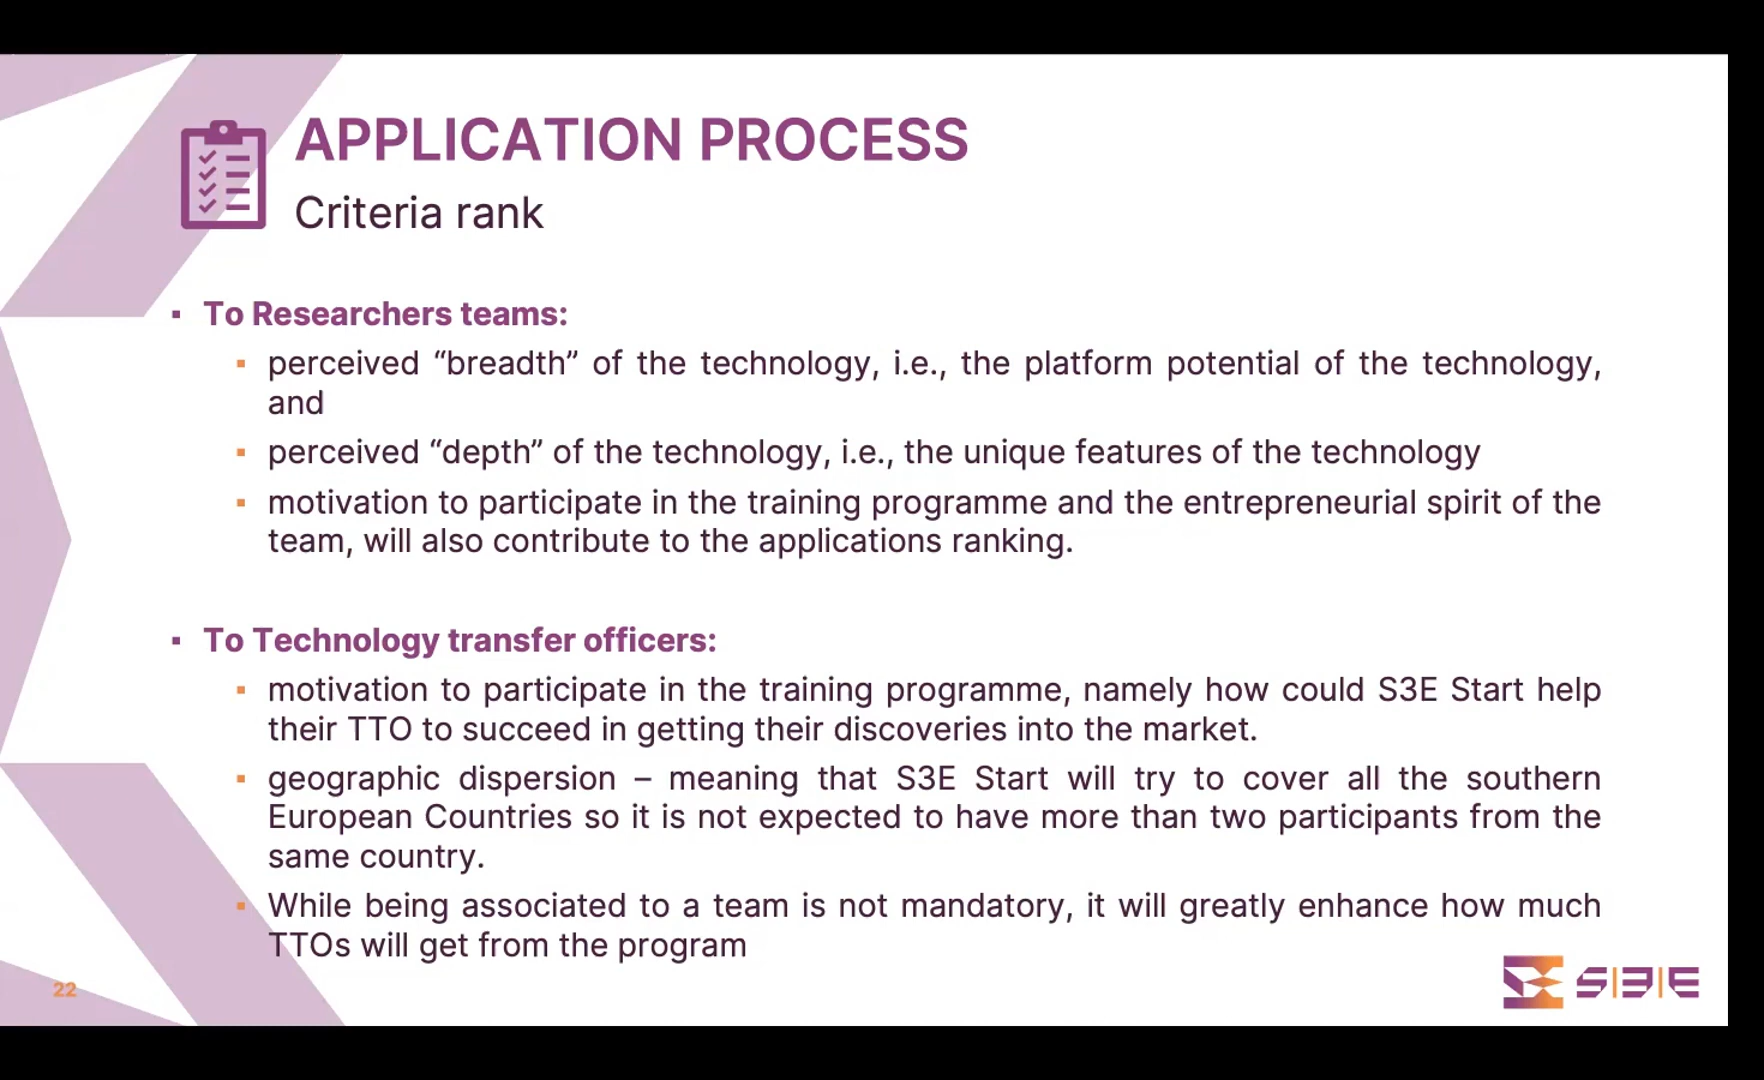 APPLICATION PROCESS
Criteria rank
▪ To Researchers teams:
▪ perceived “breadth” of the technology, i.e., the platform potential of the technology,
and
▪ perceived “depth” of the technology, i.e., the unique features of the technology
▪ motivation to participate in the training programme and the entrepreneurial spirit of the
team, will also contribute to the applications ranking.
▪ To Technology transfer officers:
▪ motivation to participate in the training programme, namely how could S3E Start help
their TTO to succeed in getting their discoveries into the market.
▪ geographic dispersion – meaning that S3E Start will try to cover all the southern
European Countries so it is not expected to have more than two participants from the
same country.
▪ While being associated to a team is not mandatory, it will greatly enhance how much
TTOs will get from the program
22
S|3|E